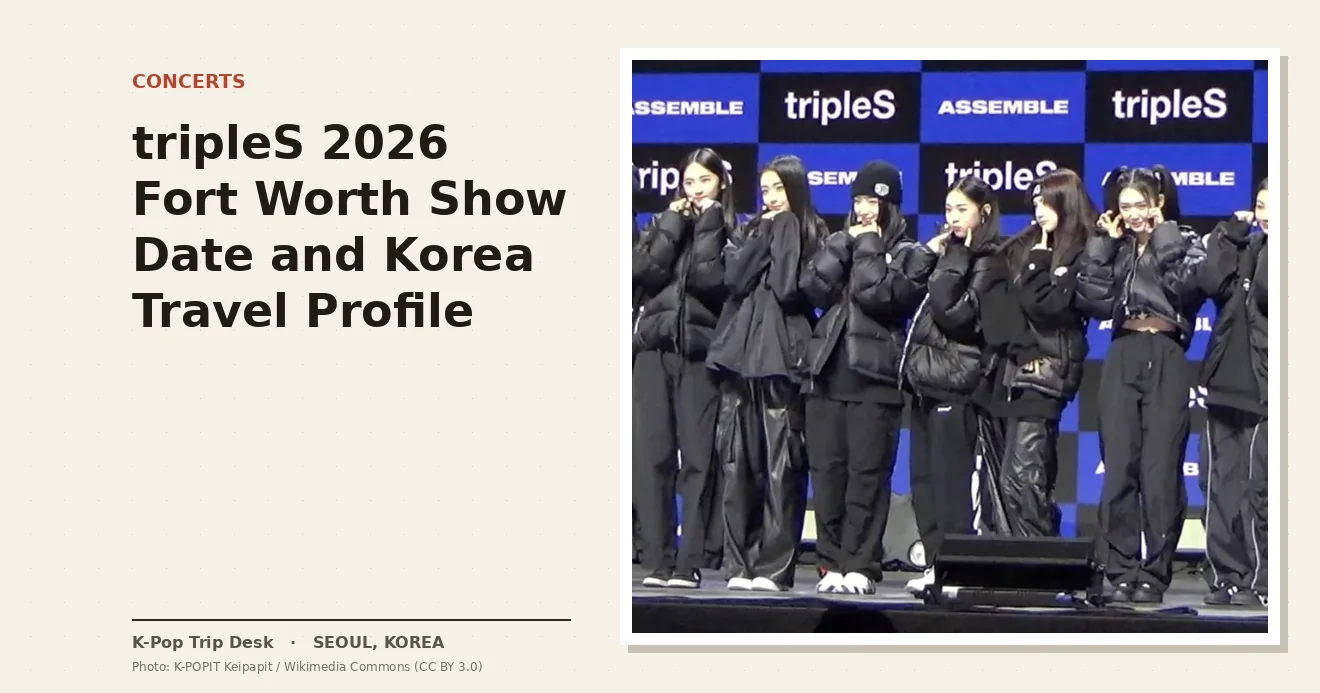 CONCERTS
tripleS 2026
Fort Worth Show
Date and Korea
Travel Profile
K-Pop Trip Desk · SEOUL, KOREA
Photo: K-POPIT Keipapit / Wikimedia Commons (CC BY 3.0)
ASSEMBLE tripleS ASSEMBLE tripleS
tripleS